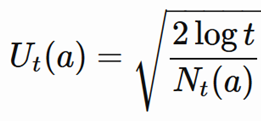 $U_t(a) = \sqrt{\frac{2 \log t}{N_t(a)}}$